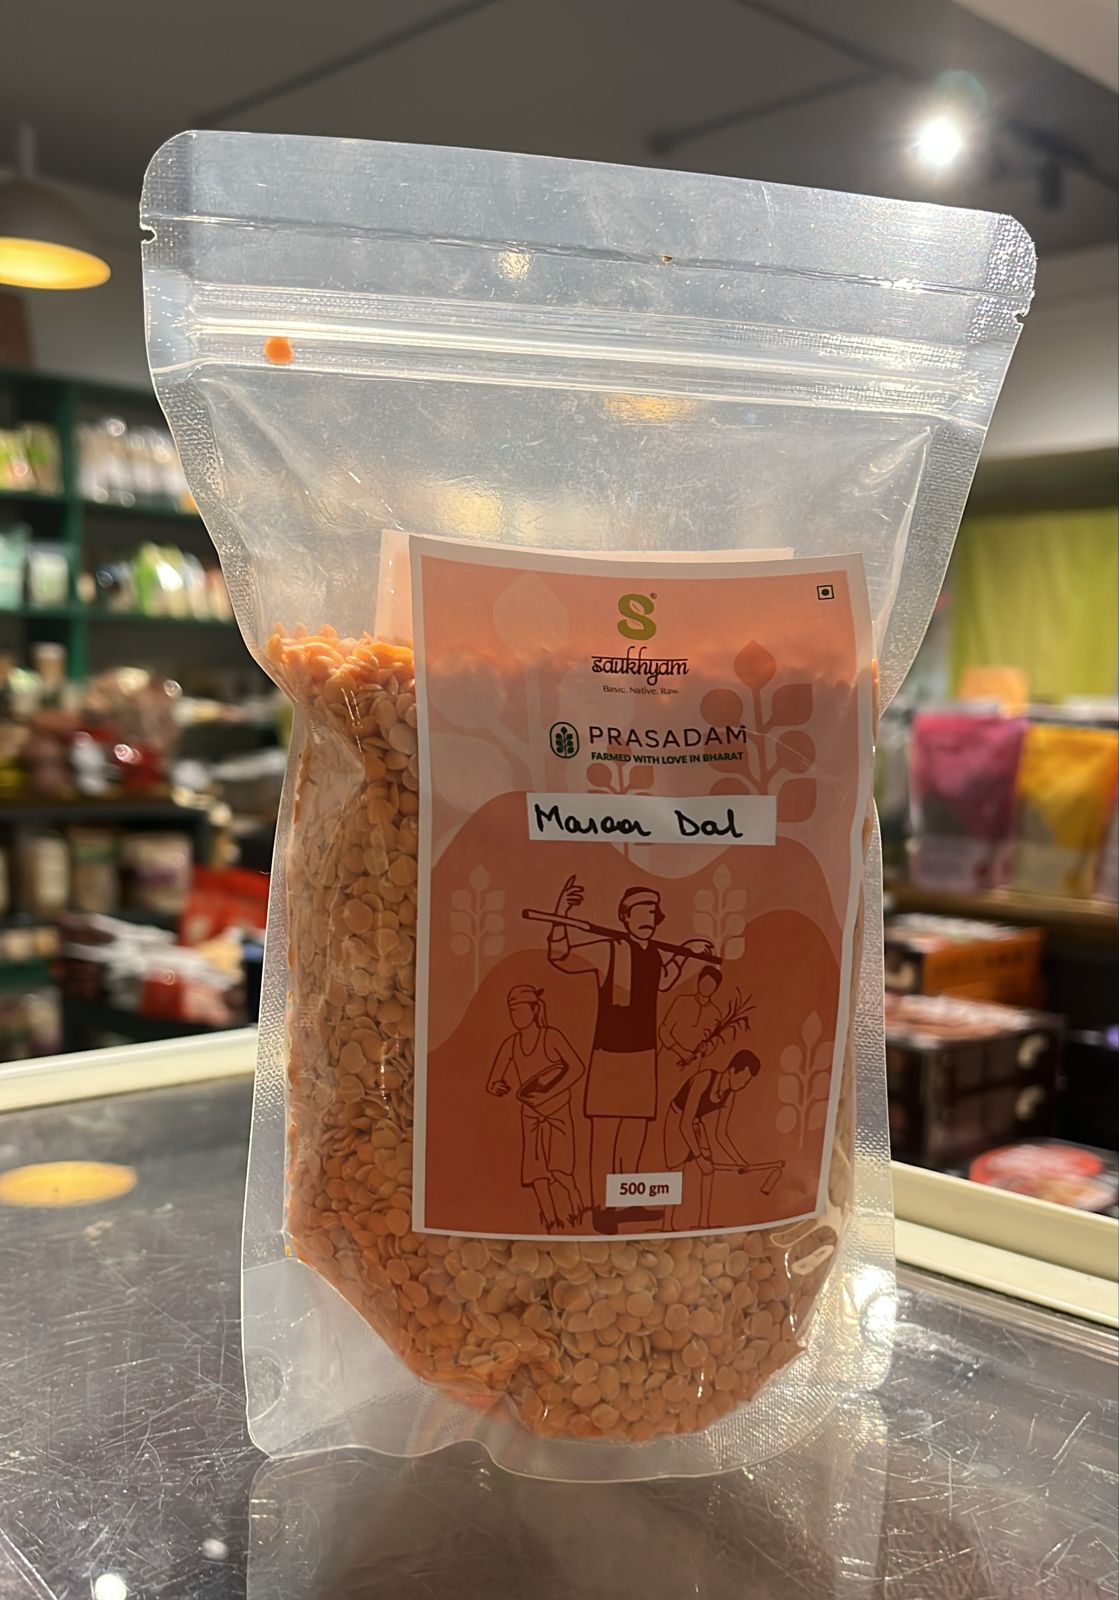 S®
saukhyam
Basic. Native. Raw
PRASADAM
FARMED WITH LOVE IN BHARAT
Masoor Dal
500 gm